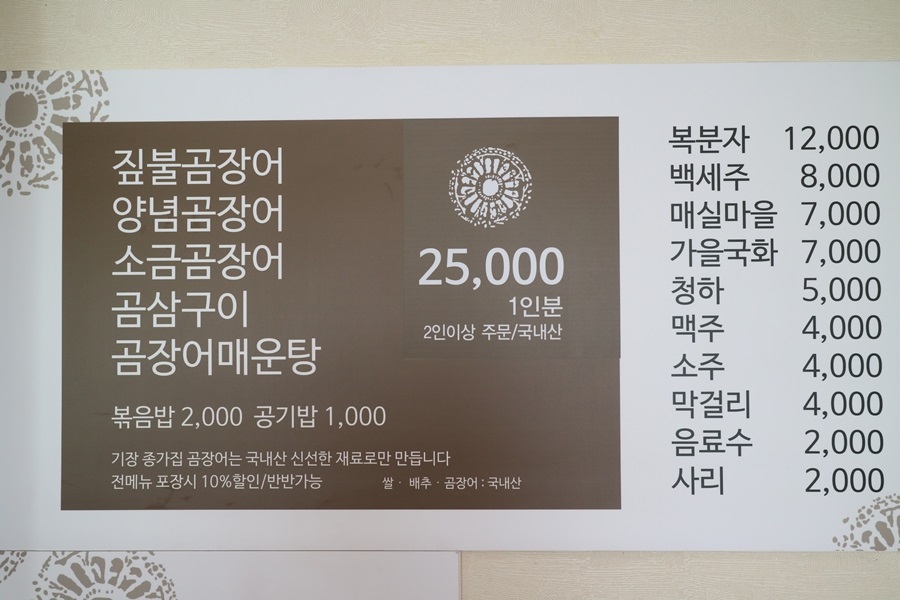 짚불곰장어
양념곰장어
소금곰장어
곰삼구이
곰장어매운탕
25,000
1인분
2인이상 주문/국내산
볶음밥 2,000 공기밥 1,000
기장 종가집 곰장어는 국내산 신선한 재료로만 만듭니다
전메뉴 포장시 10%할인/반반가능
쌀 · 배추 · 곰장어 : 국내산
복분자 12,000
백세주 8,000
매실마을 7,000
가을국화 7,000
청하 5,000
맥주 4,000
소주 4,000
막걸리 4,000
음료수 2,000
사리 2,000